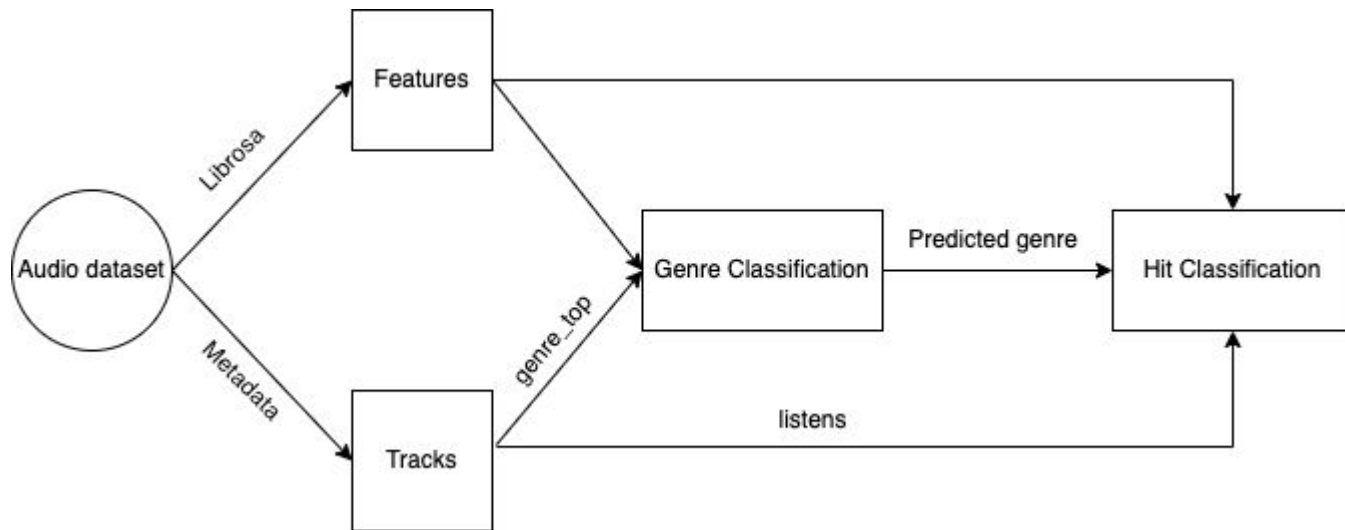 Features
Librosa
Audio dataset
Genre Classification
Predicted genre
Hit Classification
Metadata
genre_top
Tracks
listens